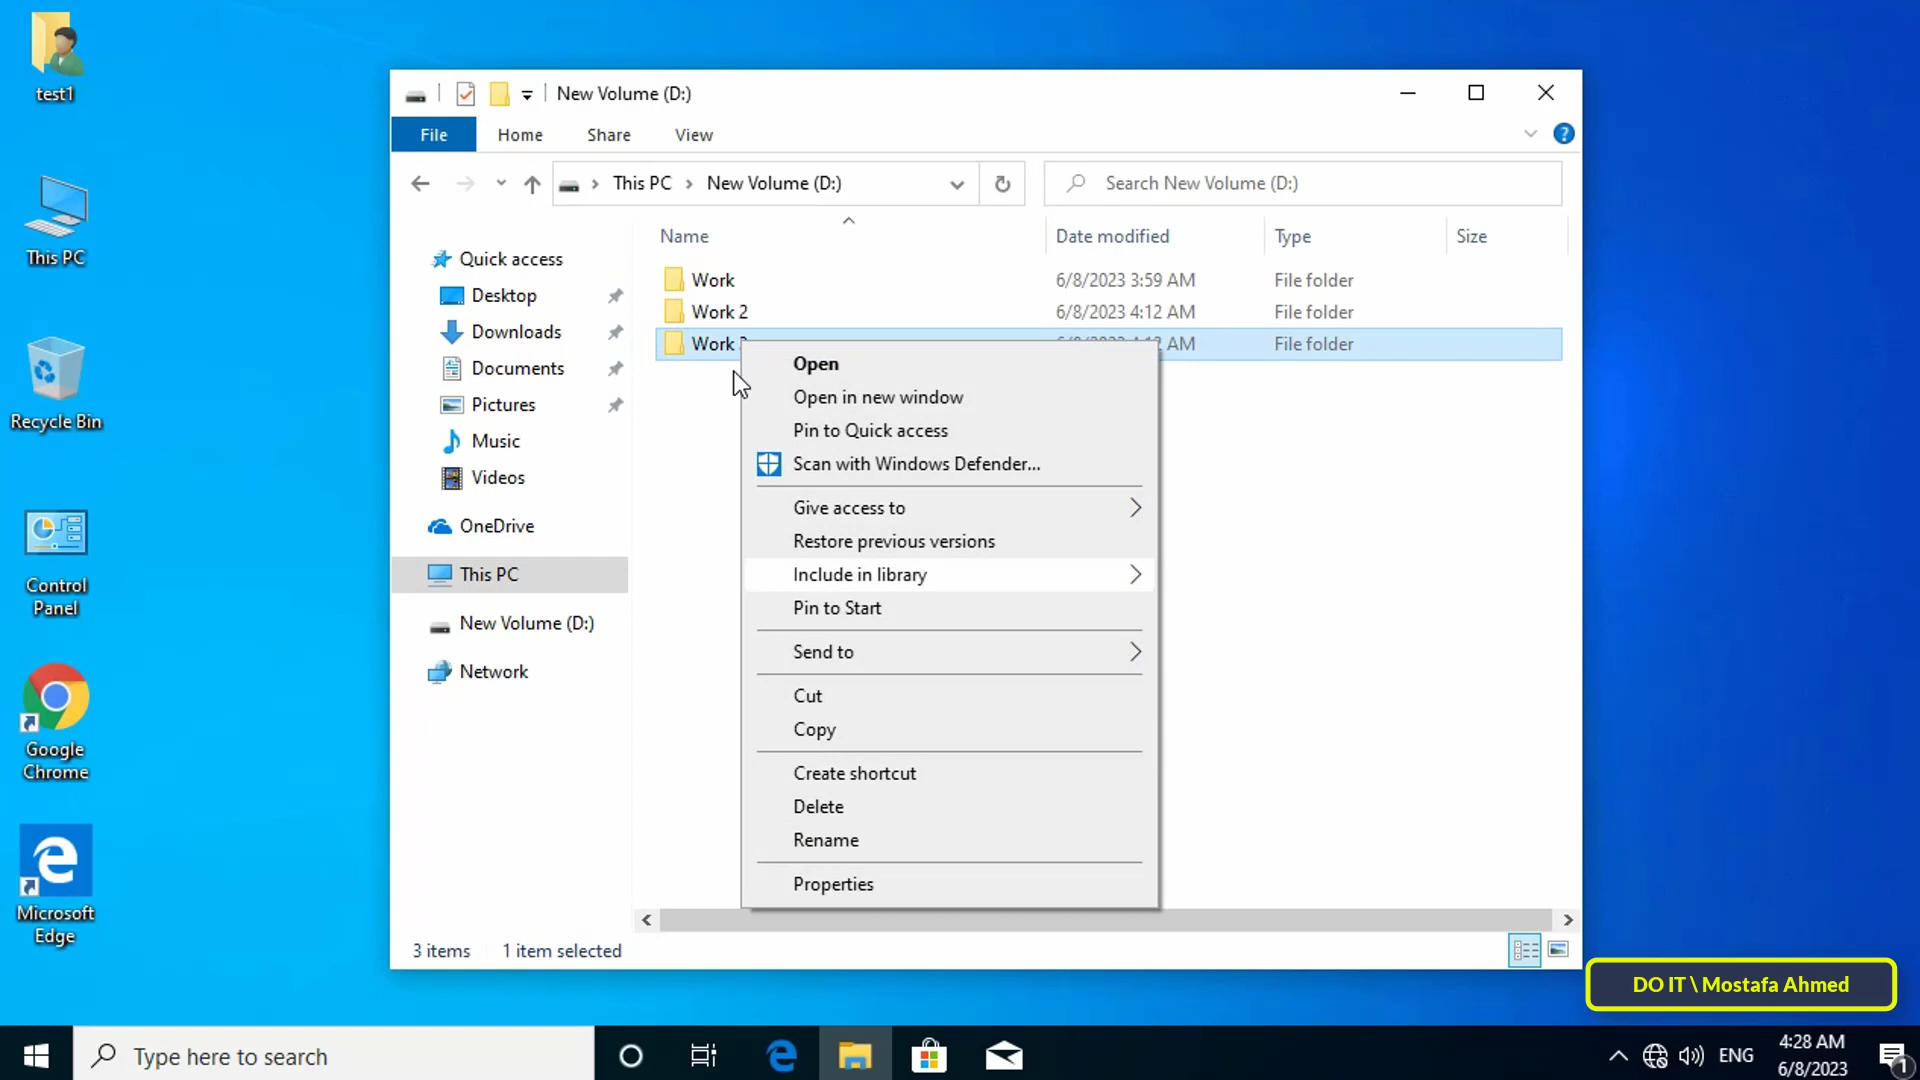 test1
This PC
Recycle Bin
Control
Panel
Google
Chrome
Microsoft
Edge
New Volume (D:)
File
Home
Share
View
This PC
New Volume (D:)
Search New Volume (D:)
Quick access
Desktop
Downloads
Documents
Pictures
Music
Videos
OneDrive
This PC
New Volume (D:)
Network
Name
Date modified
Type
Size
Work
6/8/2023 3:59 AM
File folder
Work 2
6/8/2023 4:12 AM
File folder
Work
AM
File folder
Open
Open in new window
Pin to Quick access
Scan with Windows Defender...
Give access to
Restore previous versions
Include in library
Pin to Start
Send to
Cut
Copy
Create shortcut
Delete
Rename
Properties
3 items
1 item selected
DO IT \ Mostafa Ahmed
Type here to search
ENG
4:28 AM
6/8/2023
1